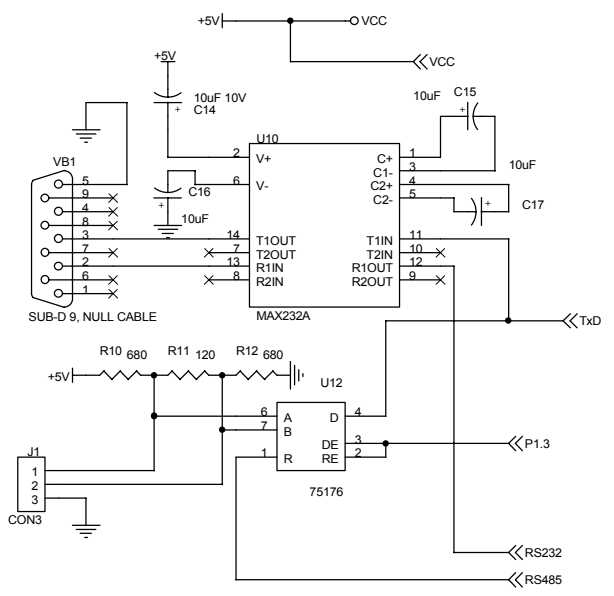 +5V
VCC
VCC
+5V
10uF 10V
C14
10uF
C15
U10
VB1
2
V+
C+
1
C1-
3
10uF
6
V-
C2+
4
C2-
5
C16
C17
10uF
5
9
4
8
3
7
2
6
1
14
T1OUT
T1IN
11
7
T2OUT
T2IN
10
13
R1IN
R1OUT
12
8
R2IN
R2OUT
9
SUB-D 9, NULL CABLE
MAX232A
TxD
R10
680
R11
120
R12
680
+5V
U12
6
A
D
4
7
B
DE
3
1
R
RE
2
P1.3
75176
J1
1
2
3
CON3
RS232
RS485